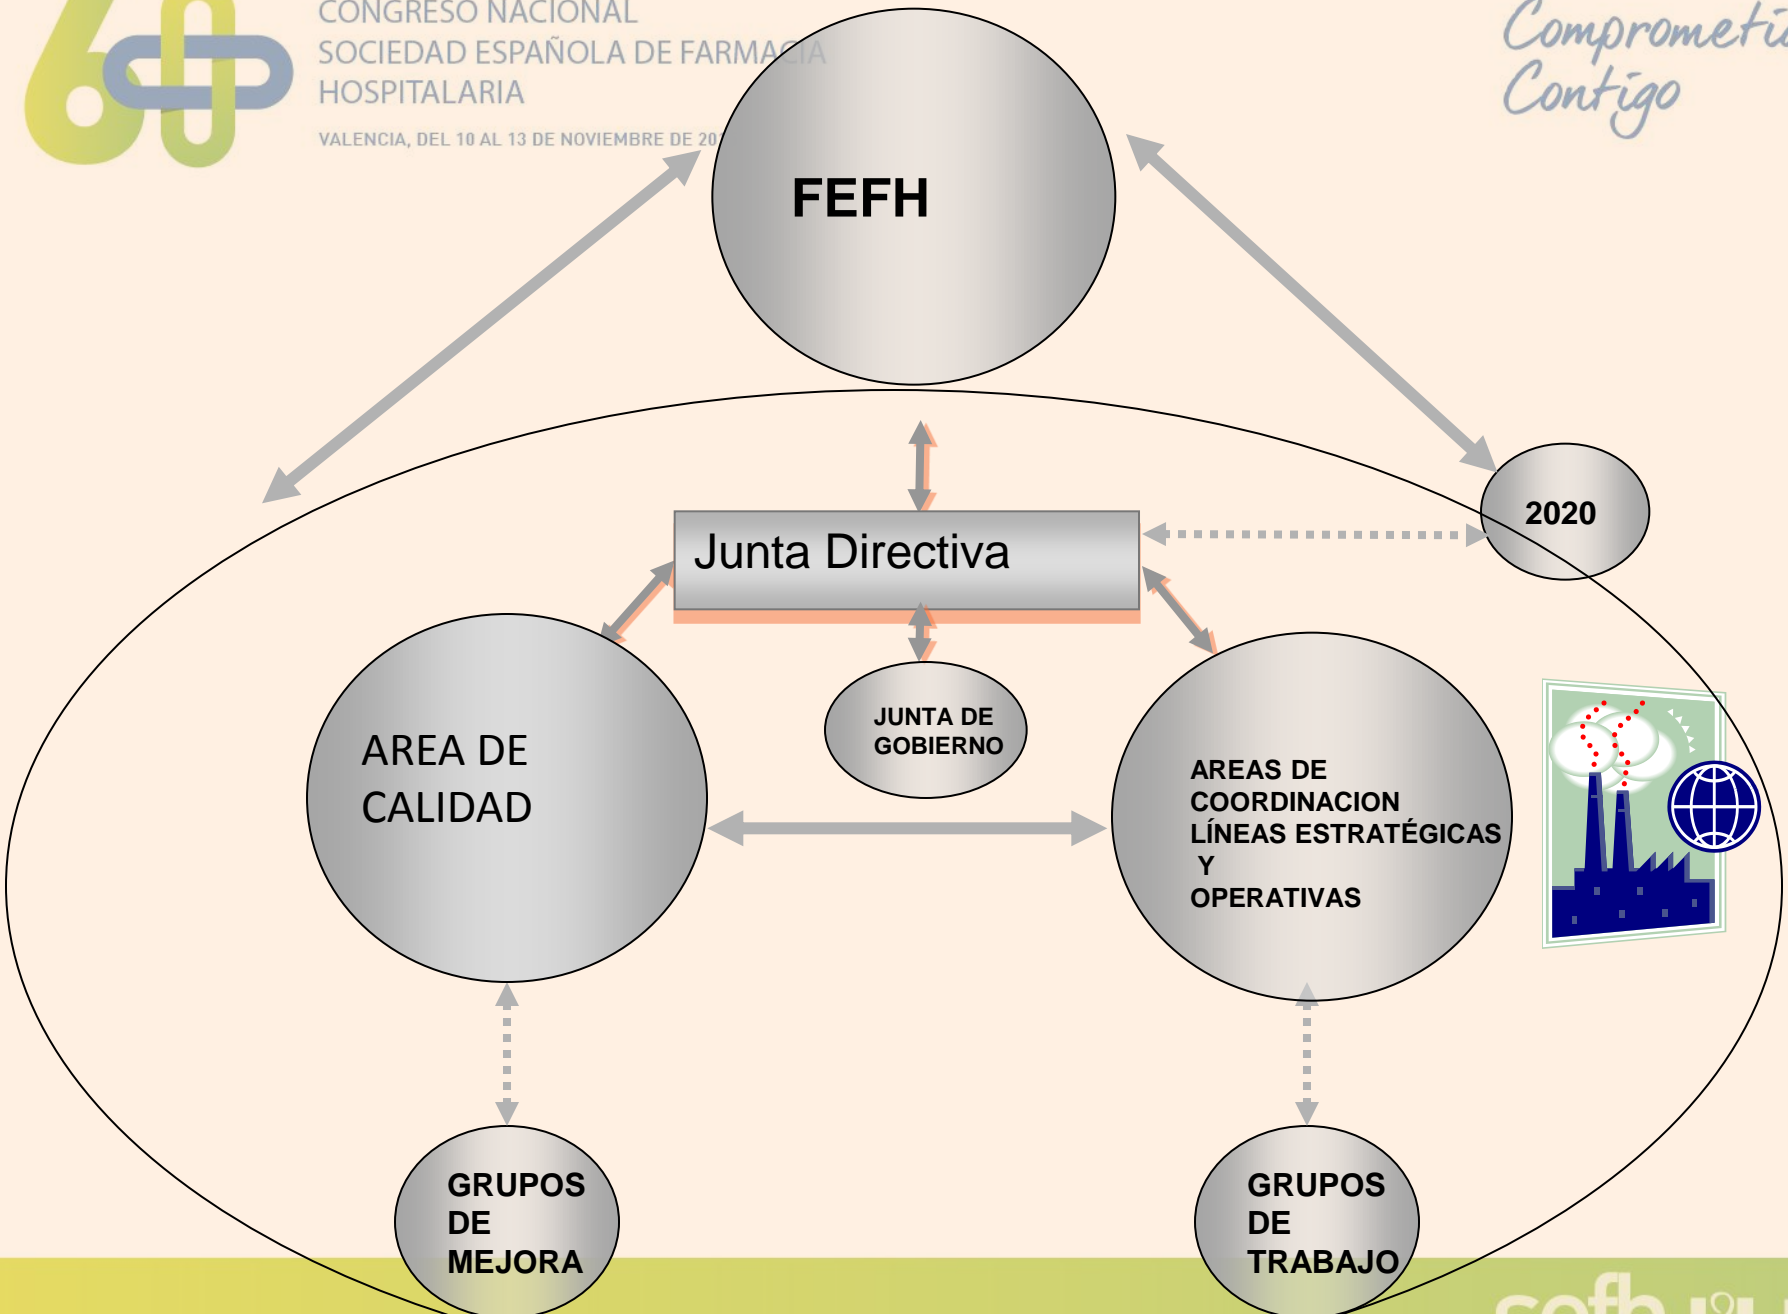 60
CONGRESO NACIONAL
SOCIEDAD ESPAÑOLA DE FARMACIA
HOSPITALARIA
VALENCIA, DEL 10 AL 13 DE NOVIEMBRE DE
Contigo
FEFH
2020
Junta Directiva
JUNTA DE
GOBIERNO
AREA DE
CALIDAD
AREAS DE
COORDINACION
LÍNEAS ESTRATÉGICAS
Y
OPERATIVAS
GRUPOS
DE
MEJORA
GRUPOS
DE
TRABAJO